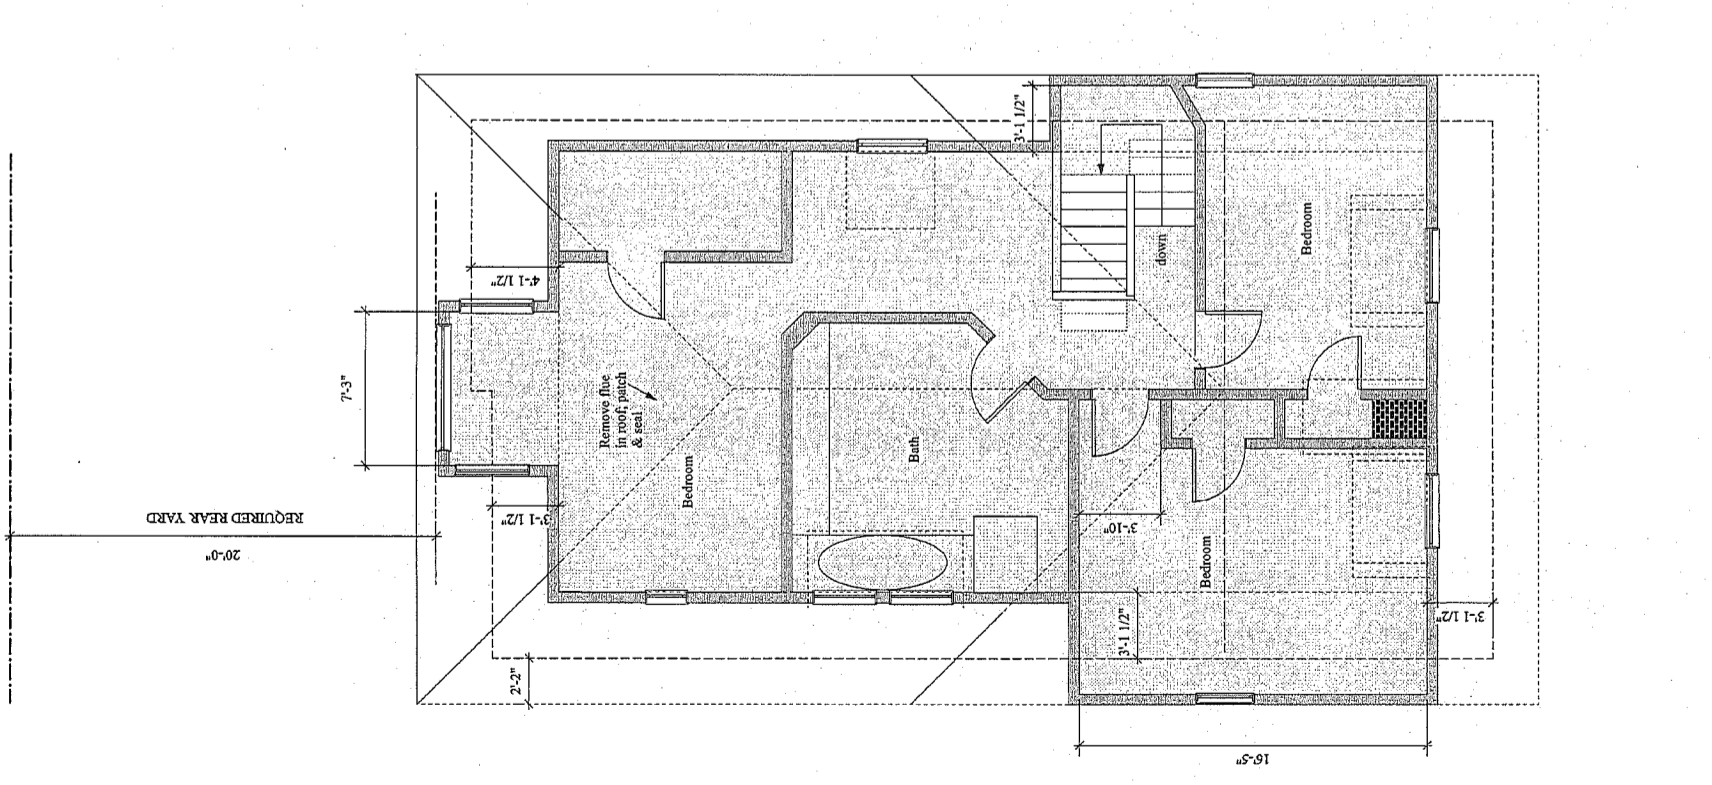 3'-1 1/2"
4'-1 1/2"
7'-3"
Remove flue
in roof, patch
& seal
Bedroom
Bath
down
Bedroom
REQUIRED REAR YARD
20'-0"
3'-1 1/2"
3'-10"
Bedroom
3'-1 1/2"
3'-1 1/2"
2'-2"
16'-5"